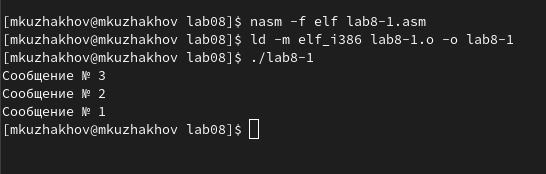 [mkuzhakhov@mkuzhakhov lab08]$ nasm -f elf lab8-1.asm
[mkuzhakhov@mkuzhakhov lab08]$ ld -m elf_i386 lab8-1.o -o lab8-1
[mkuzhakhov@mkuzhakhov lab08]$ ./lab8-1
Сообщение № 3
Сообщение № 2
Сообщение № 1
[mkuzhakhov@mkuzhakhov lab08]$